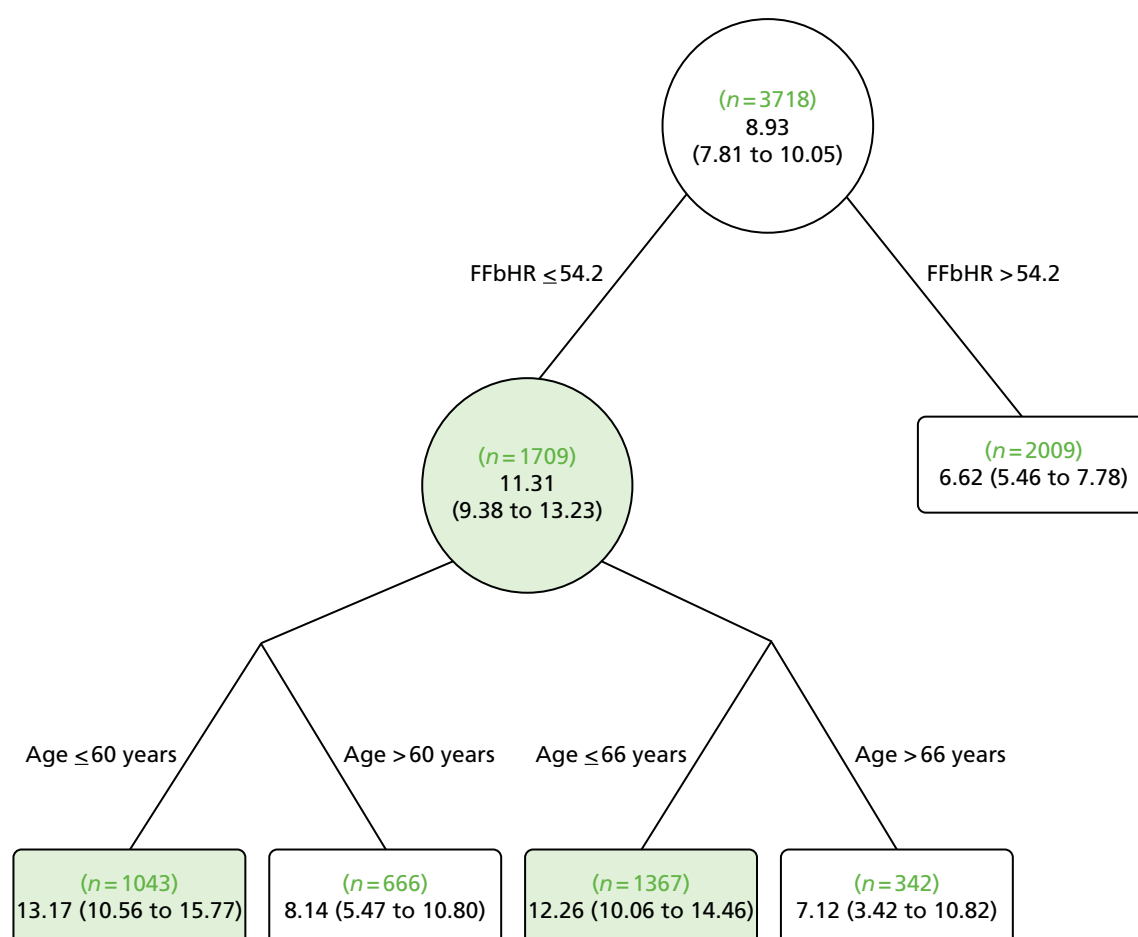 (n=3718)
8.93
(7.81 to 10.05)
FFbHR ≤54.2
FFbHR >54.2
(n=1709)
11.31
(9.38 to 13.23)
(n=2009)
6.62 (5.46 to 7.78)
Age ≤60 years
Age >60 years
Age ≤66 years
Age >66 years
(n=1043)
13.17 (10.56 to 15.77)
(n=666)
8.14 (5.47 to 10.80)
(n=1367)
12.26 (10.06 to 14.46)
(n=342)
7.12 (3.42 to 10.82)